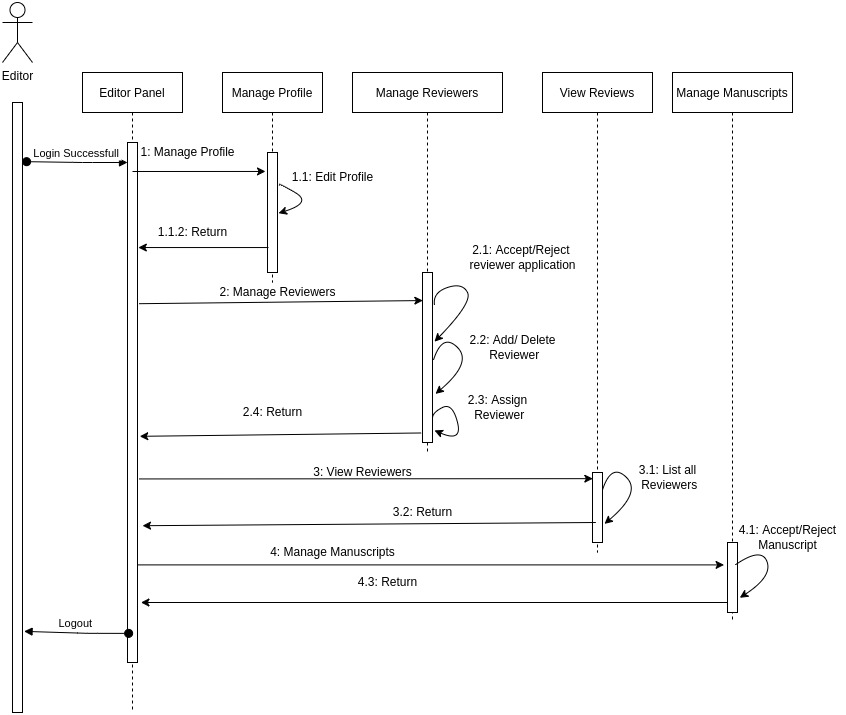 Editor
Editor Panel
Manage Profile
Manage Reviewers
View Reviews
Manage Manuscripts
Login Successfull
1: Manage Profile
1.1: Edit Profile
1.1.2: Return
2.1: Accept/Reject
reviewer application
2: Manage Reviewers
2.2: Add/ Delete
Reviewer
2.3: Assign
Reviewer
2.4: Return
3: View Reviewers
3.1: List all
Reviewers
3.2: Return
4.1: Accept/Reject
Manuscript
4: Manage Manuscripts
4.3: Return
Logout